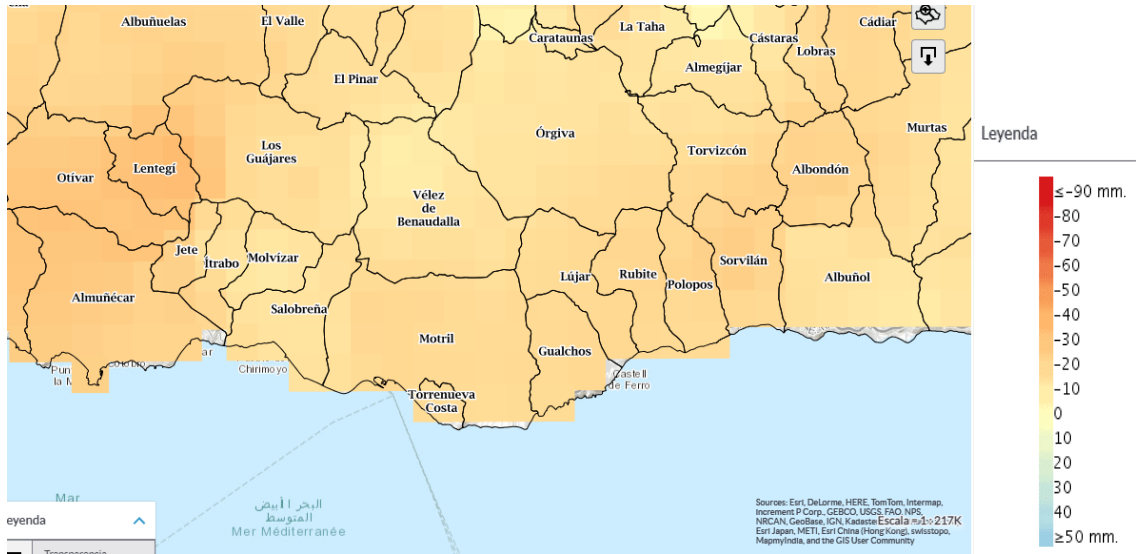 Albuñuelas
El Valle
La Taha
Cádiar
Carataunas
Cástaras
Lobras
El Pinar
Almegíjar
Órgiva
Murtas
Los
Guájares
Torvizcón
Otívar
Lentegí
Albondón
Vélez
de
Benaudalla
Jete
Ítrabo
Molvízar
Sorvilán
Lújar
Rubite
Polopos
Albuñol
Almuñécar
Salobreña
Motril
Gualchos
Chirimoyo
Pun
la M
Castell
de Ferro
Torrenueva
Costa
Mar
البحر الأبيض
المتوسط
Mer Méditerranée
eyenda
Transparencia
Sources: Esri, DeLorme, HERE, TomTom, Intermap,
increment P Corp., GEBCO, USGS, FAO, NPS,
NRCAN, GeoBase, IGN, Kadaster
Escala = 1: 217K
Esri Japan, METI, Esri China (Hong Kong), swisstopo,
MapmyIndia, and the GIS User Community
Leyenda
≤-90 mm.
-80
-70
-60
-50
-40
-30
-20
-10
0
10
20
30
40
≥50 mm.